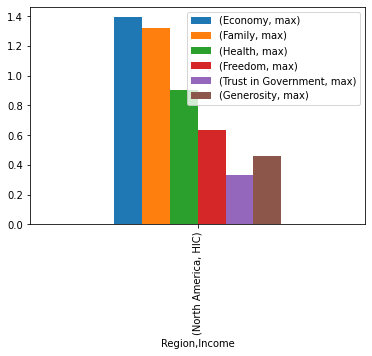 (Economy, max)
(Family, max)
(Health, max)
(Freedom, max)
(Trust in Government, max)
(Generosity, max)
1.4
1.2
1.0
0.8
0.6
0.4
0.2
0.0
(North America, HIC)
Region,Income